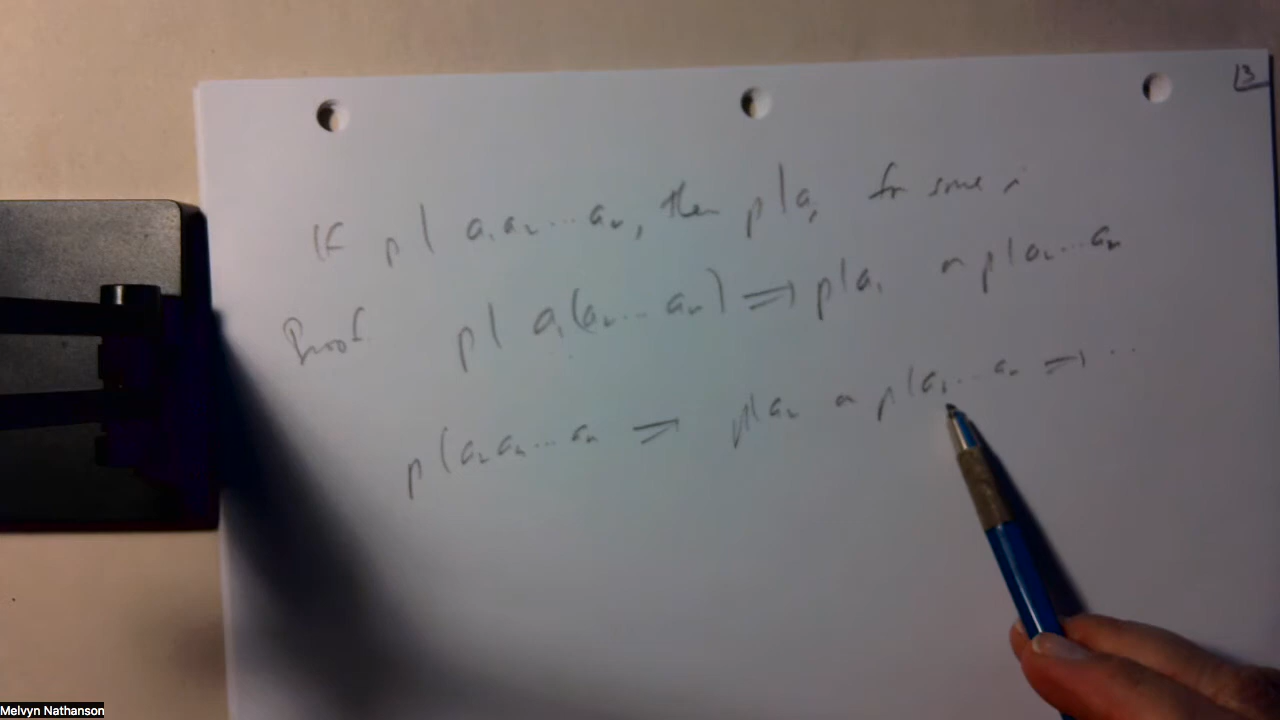 13
If p | a₁a₂...aₙ, then p|aᵢ for some i
Proof. p | a₁(a₂...aₙ) ⟹ p|a₁ or p|a₂...aₙ
p|a₂a₃...aₙ ⟹ p|a₂ or p|a₃...aₙ ⟹ ...
Melvyn Nathanson